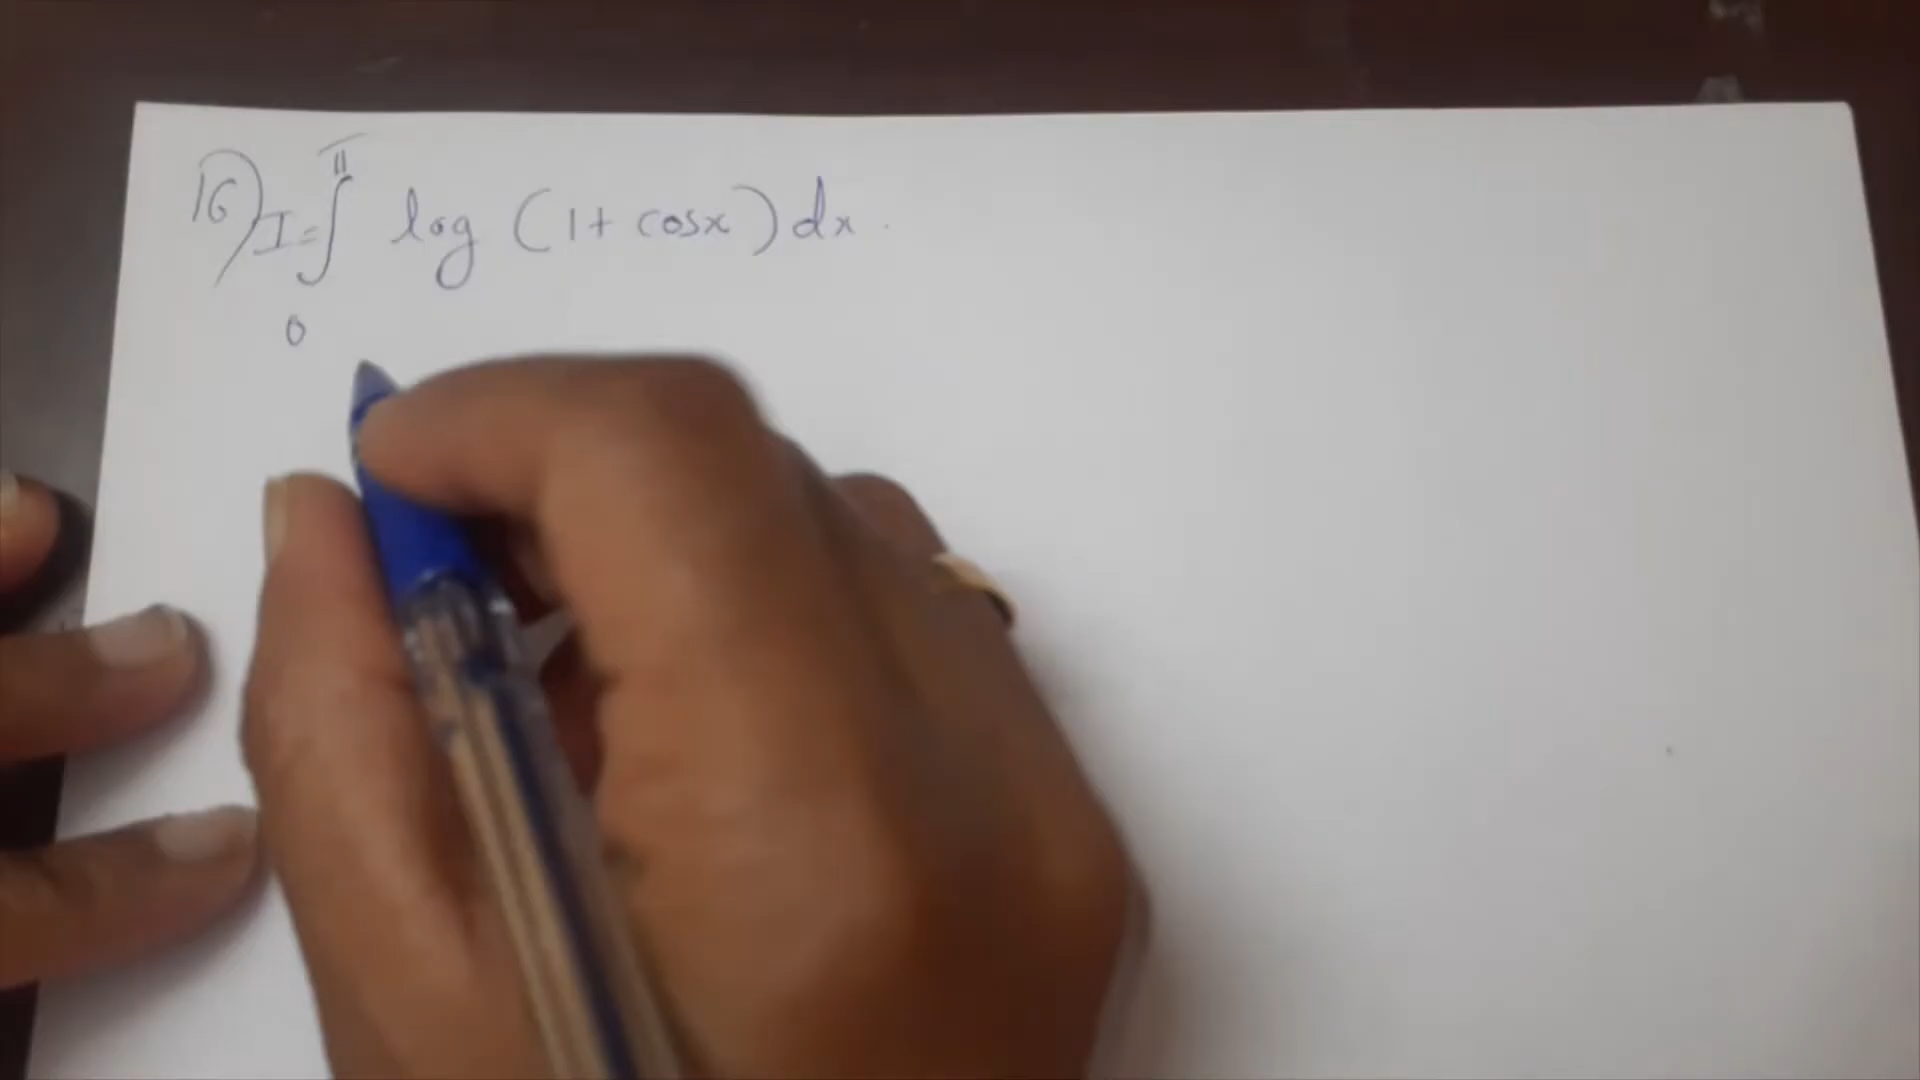 16) I = ∫₀^π log (1 + cosx) dx.